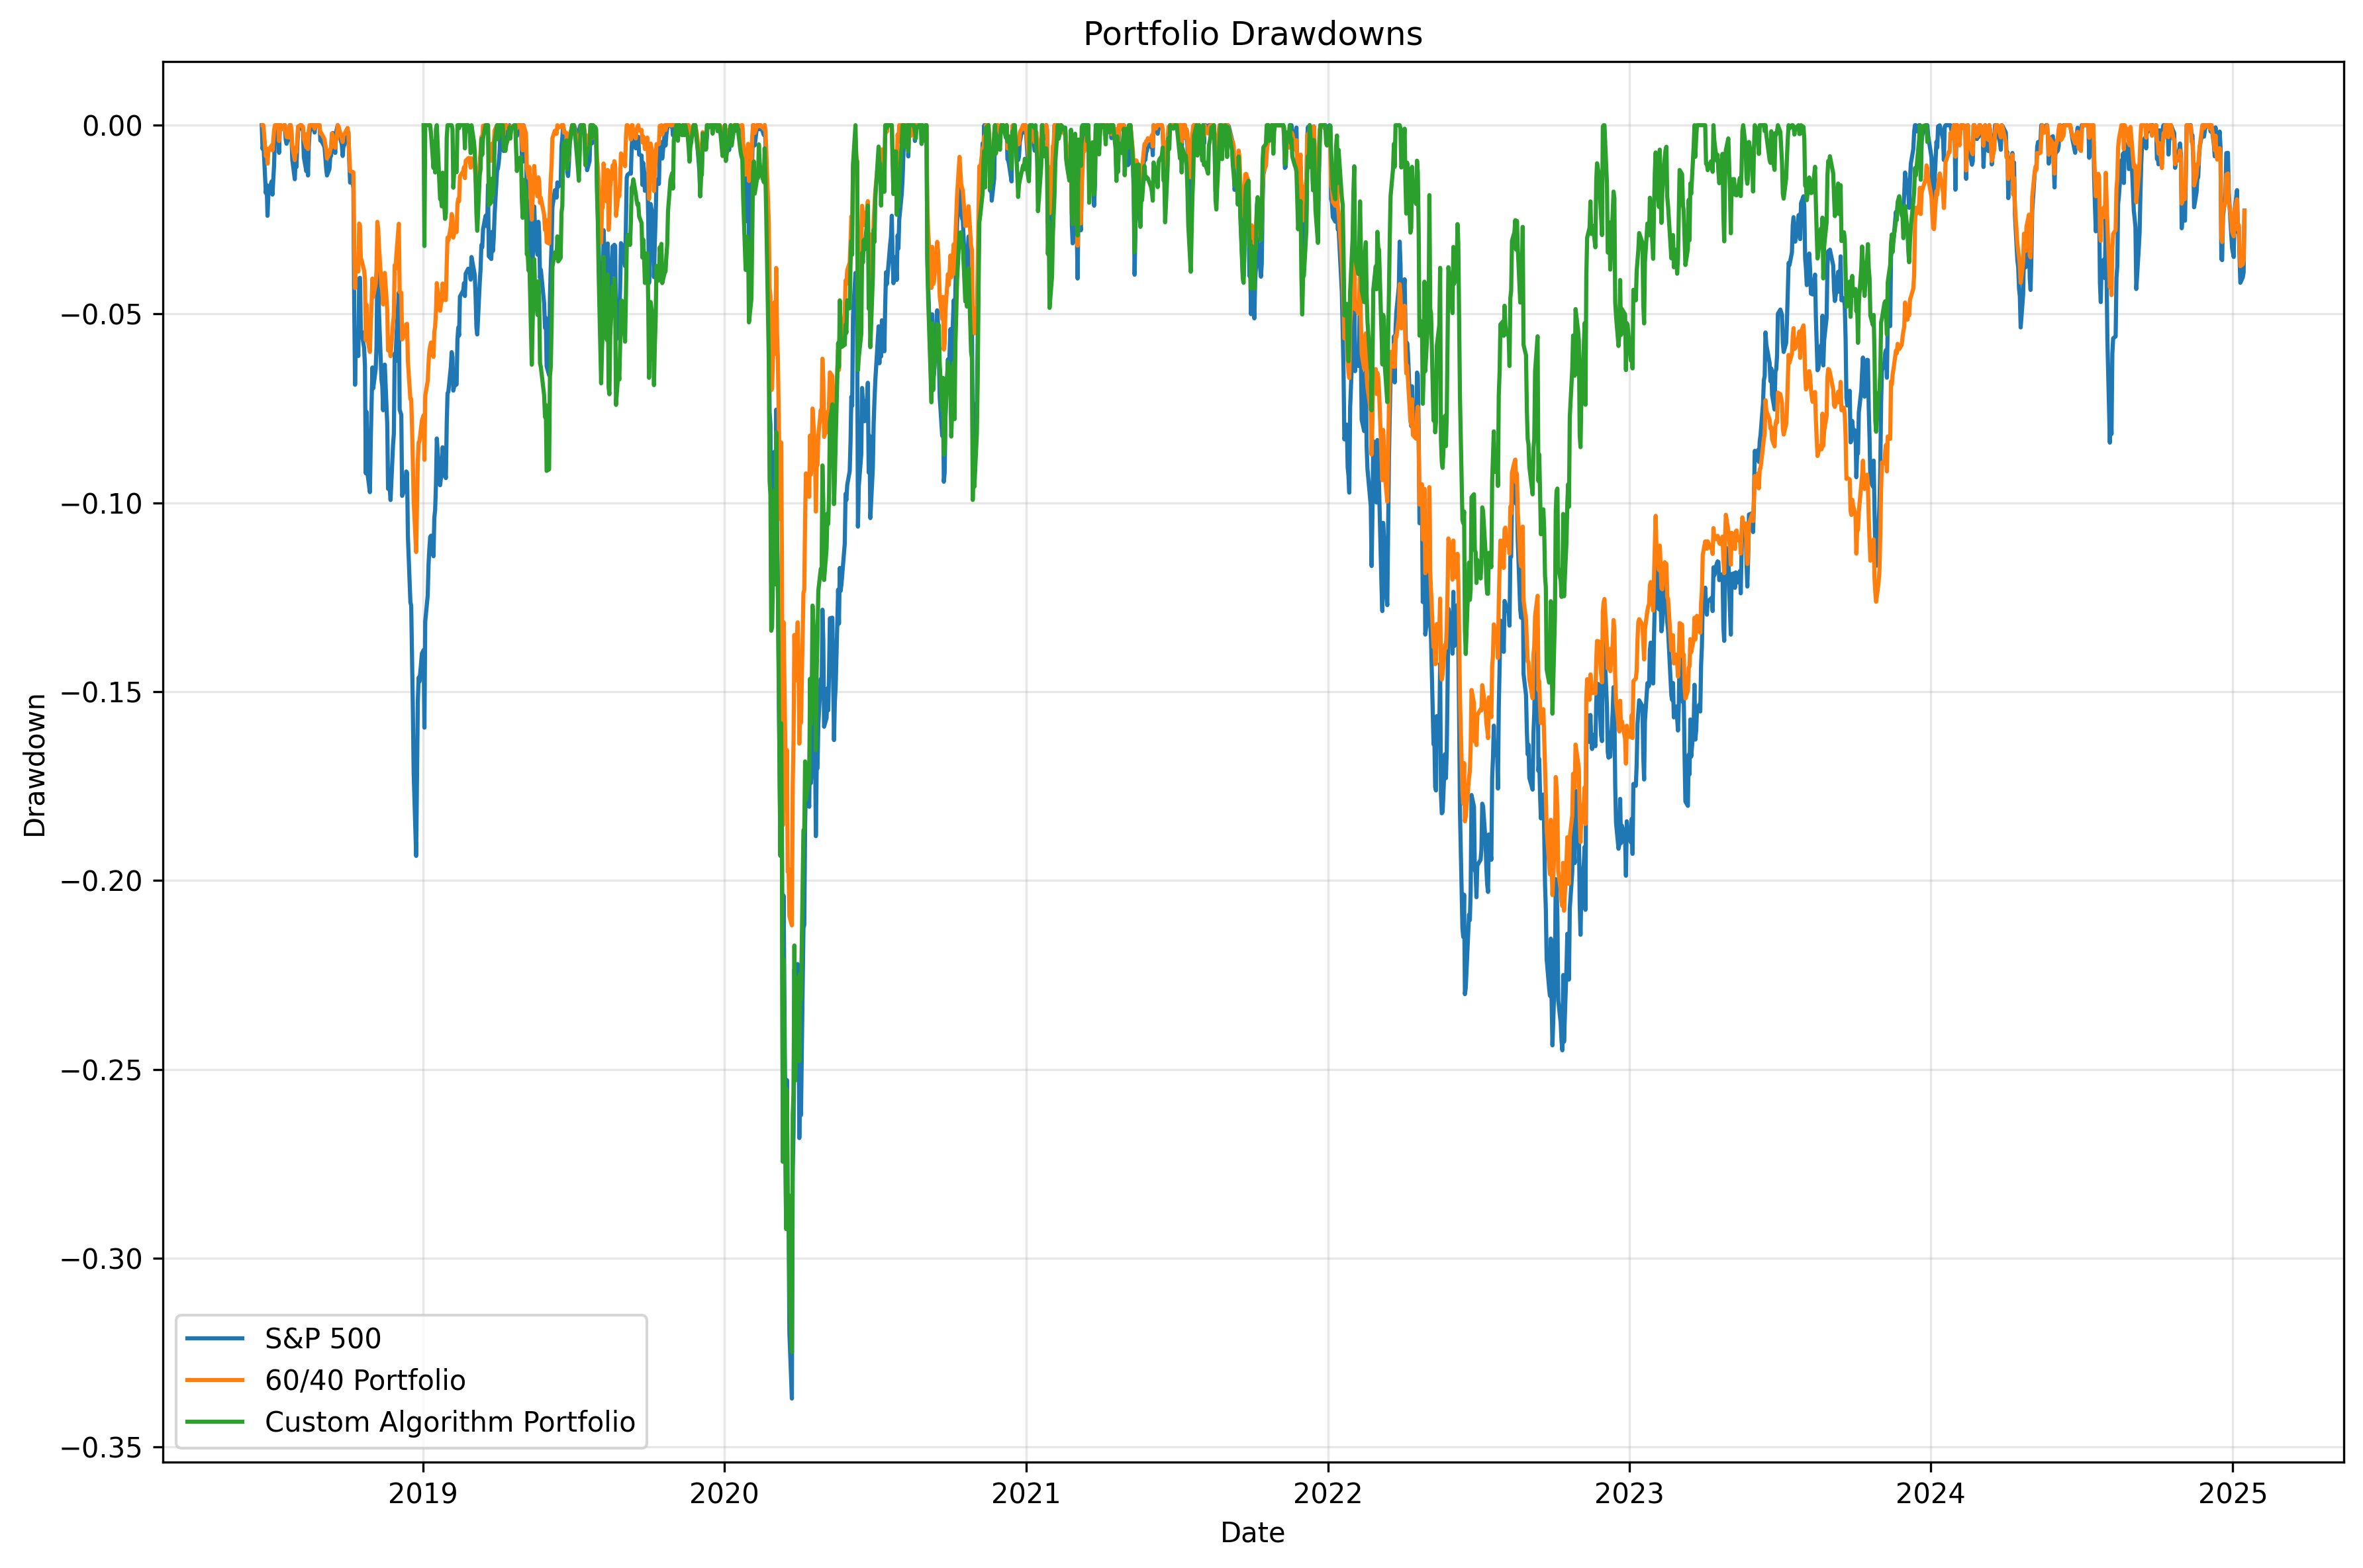 Portfolio Drawdowns
0.00
−0.05
−0.10
−0.15
−0.20
−0.25
−0.30
−0.35
Drawdown
S&P 500
60/40 Portfolio
Custom Algorithm Portfolio
2019 2020 2021 2022 2023 2024 2025
Date